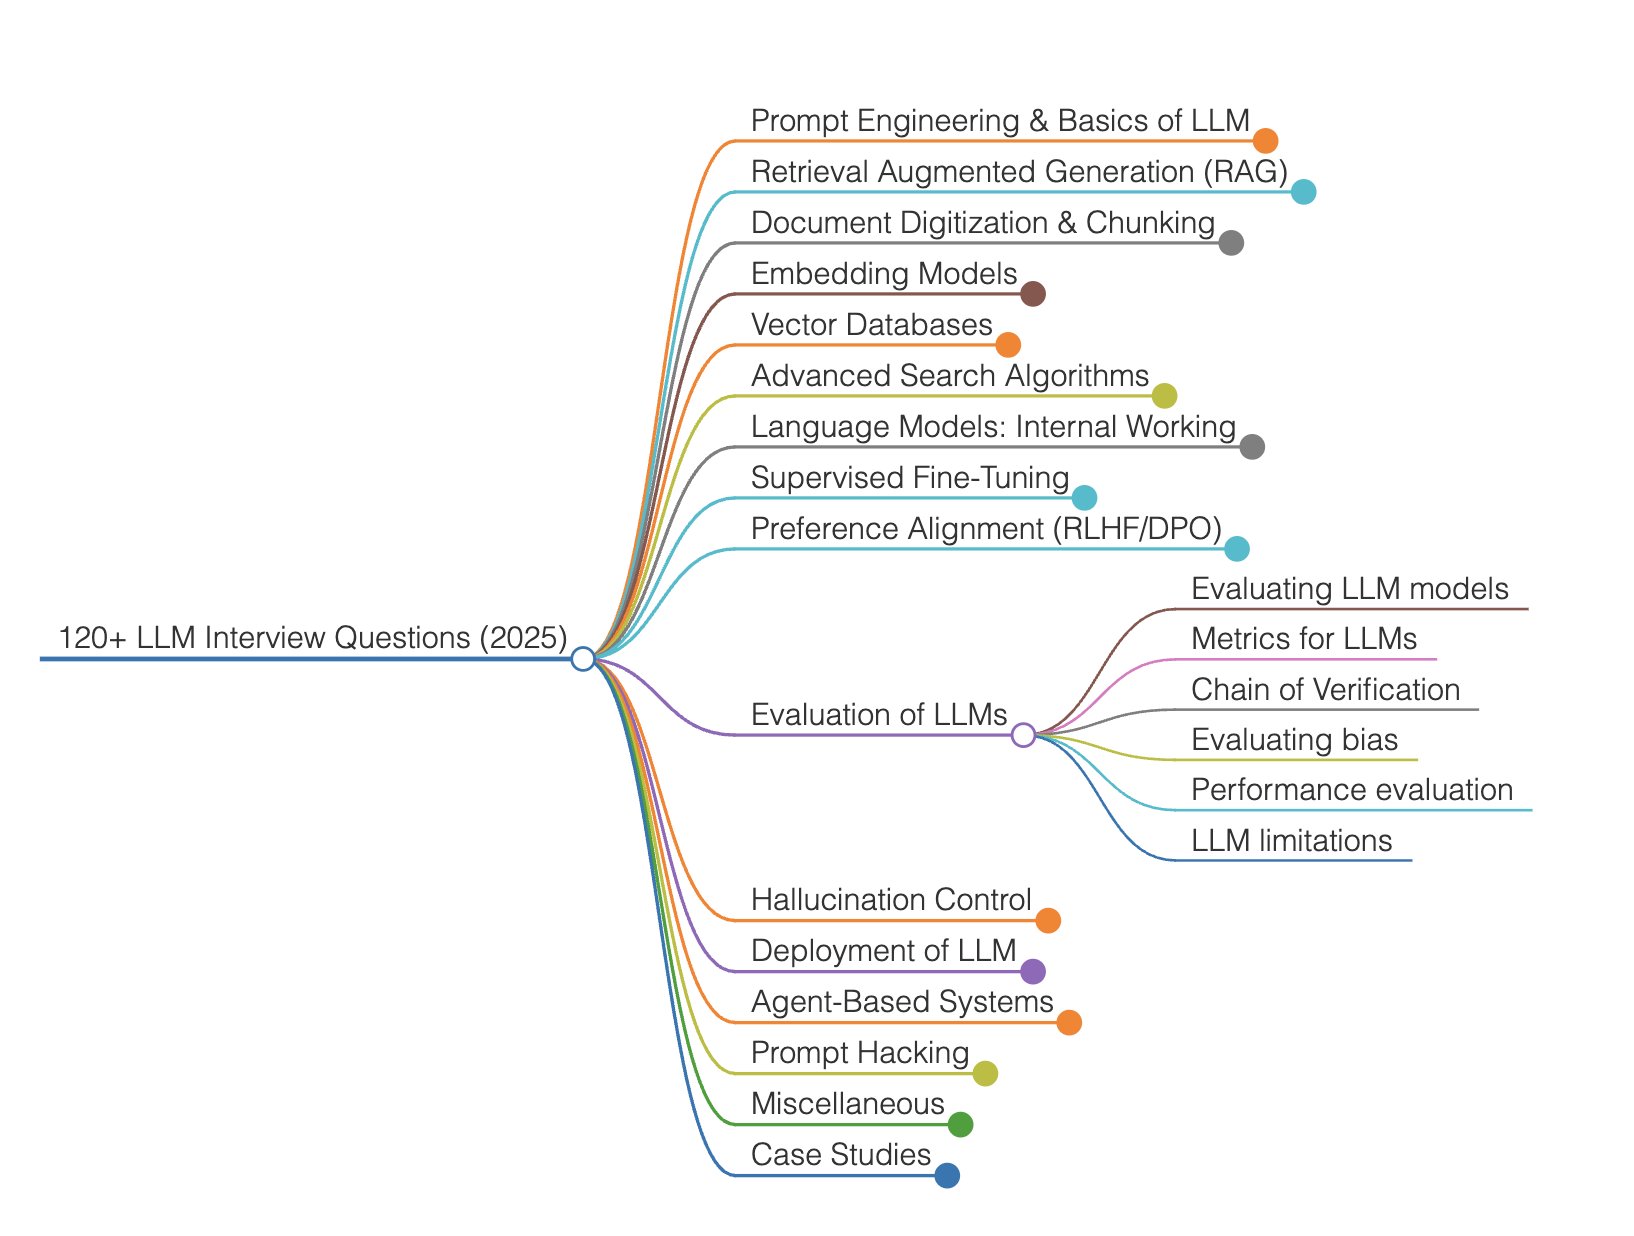 120+ LLM Interview Questions (2025)
Prompt Engineering & Basics of LLM
Retrieval Augmented Generation (RAG)
Document Digitization & Chunking
Embedding Models
Vector Databases
Advanced Search Algorithms
Language Models: Internal Working
Supervised Fine-Tuning
Preference Alignment (RLHF/DPO)
Evaluation of LLMs
Evaluating LLM models
Metrics for LLMs
Chain of Verification
Evaluating bias
Performance evaluation
LLM limitations
Hallucination Control
Deployment of LLM
Agent-Based Systems
Prompt Hacking
Miscellaneous
Case Studies